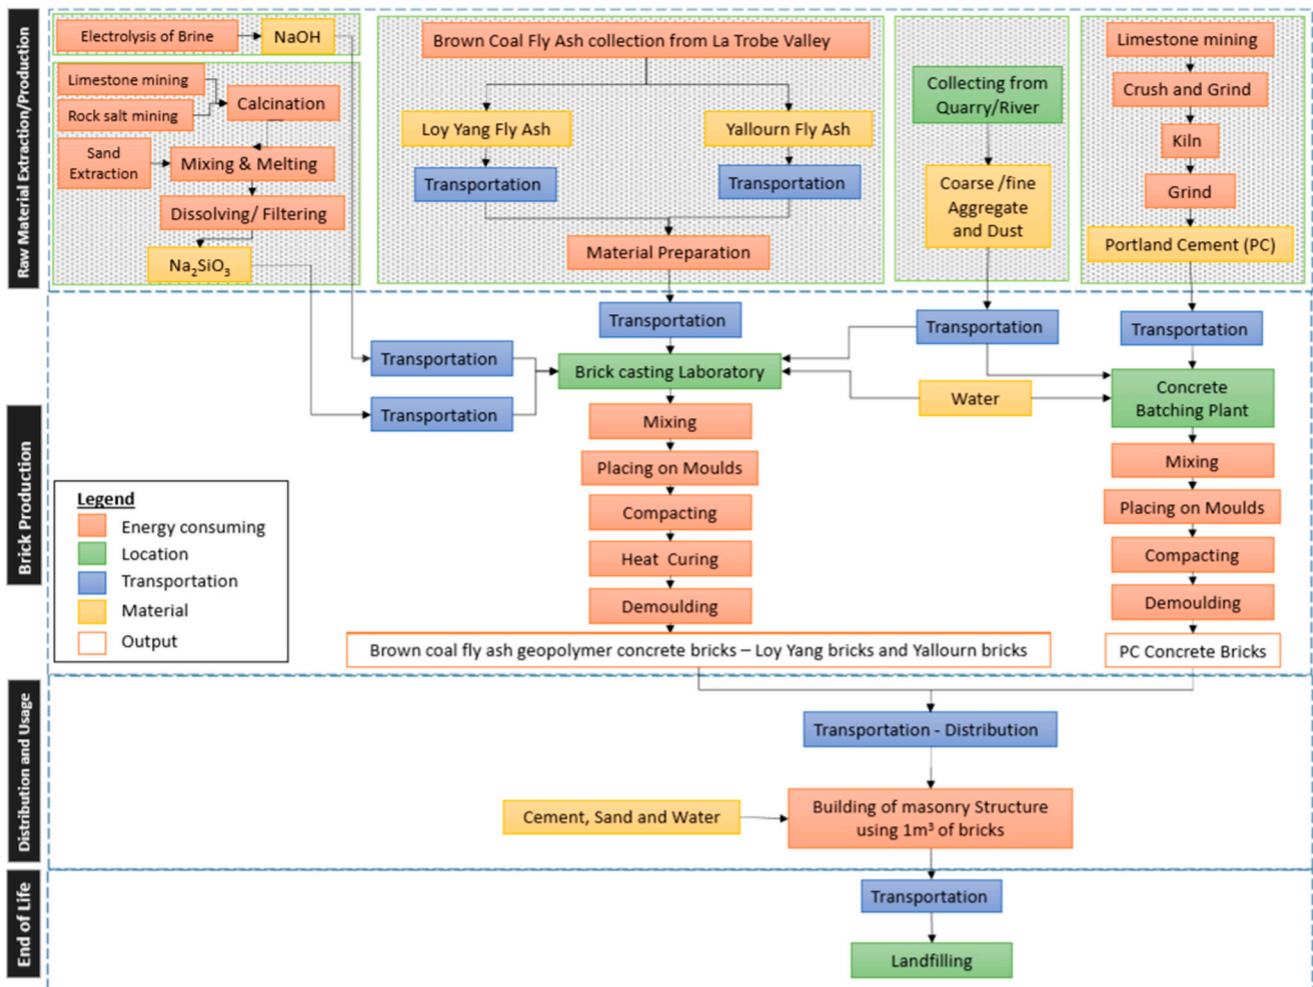 Raw Material Extraction/Production
Electrolysis of Brine
NaOH
Limestone mining
Rock salt mining
Calcination
Sand
Extraction
Mixing & Melting
Dissolving/ Filtering
Na₂SiO₃
Brown Coal Fly Ash collection from La Trobe Valley
Loy Yang Fly Ash
Yallourn Fly Ash
Transportation
Transportation
Material Preparation
Collecting from
Quarry/River
Coarse /fine
Aggregate
and Dust
Limestone mining
Crush and Grind
Kiln
Grind
Portland Cement (PC)
Brick Production
Transportation
Transportation
Transportation
Transportation
Transportation
Brick casting Laboratory
Water
Concrete
Batching Plant
Mixing
Placing on Moulds
Compacting
Heat Curing
Demoulding
Brown coal fly ash geopolymer concrete bricks – Loy Yang bricks and Yallourn bricks
Mixing
Placing on Moulds
Compacting
Demoulding
PC Concrete Bricks
Legend
Energy consuming
Location
Transportation
Material
Output
Distribution and Usage
Transportation - Distribution
Cement, Sand and Water
Building of masonry Structure
using 1m³ of bricks
End of Life
Transportation
Landfilling